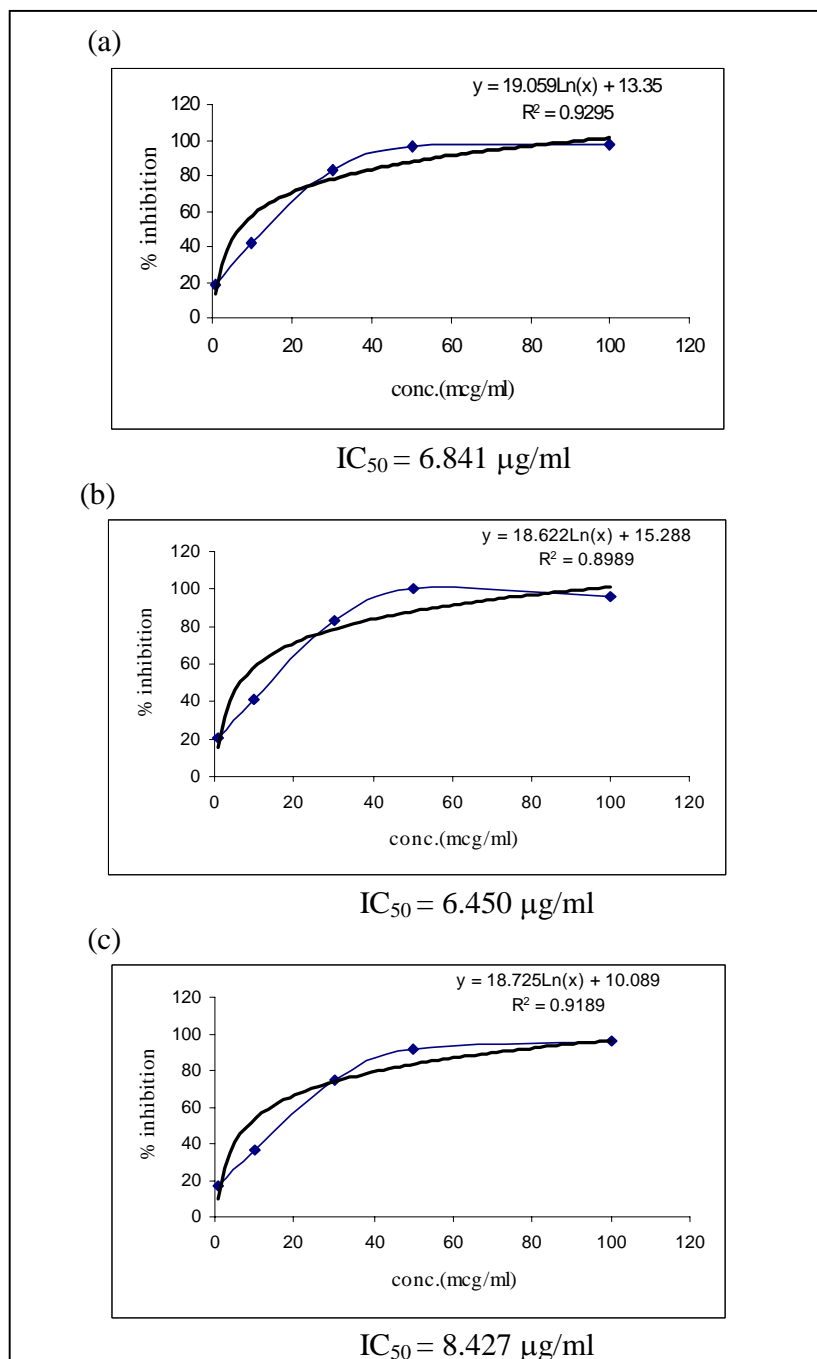 (a)
y = 19.059Ln(x) + 13.35
R² = 0.9295
120
100
80
60
40
20
0
% inhibition
0 20 40 60 80 100 120
conc.(mcg/ml)
IC₅₀ = 6.841 µg/ml
(b)
y = 18.622Ln(x) + 15.288
R² = 0.8989
120
100
80
60
40
20
0
% inhibition
0 20 40 60 80 100 120
conc.(mcg/ml)
IC₅₀ = 6.450 µg/ml
(c)
y = 18.725Ln(x) + 10.089
R² = 0.9189
120
100
80
60
40
20
0
% inhibition
0 20 40 60 80 100 120
conc.(mcg/ml)
IC₅₀ = 8.427 µg/ml